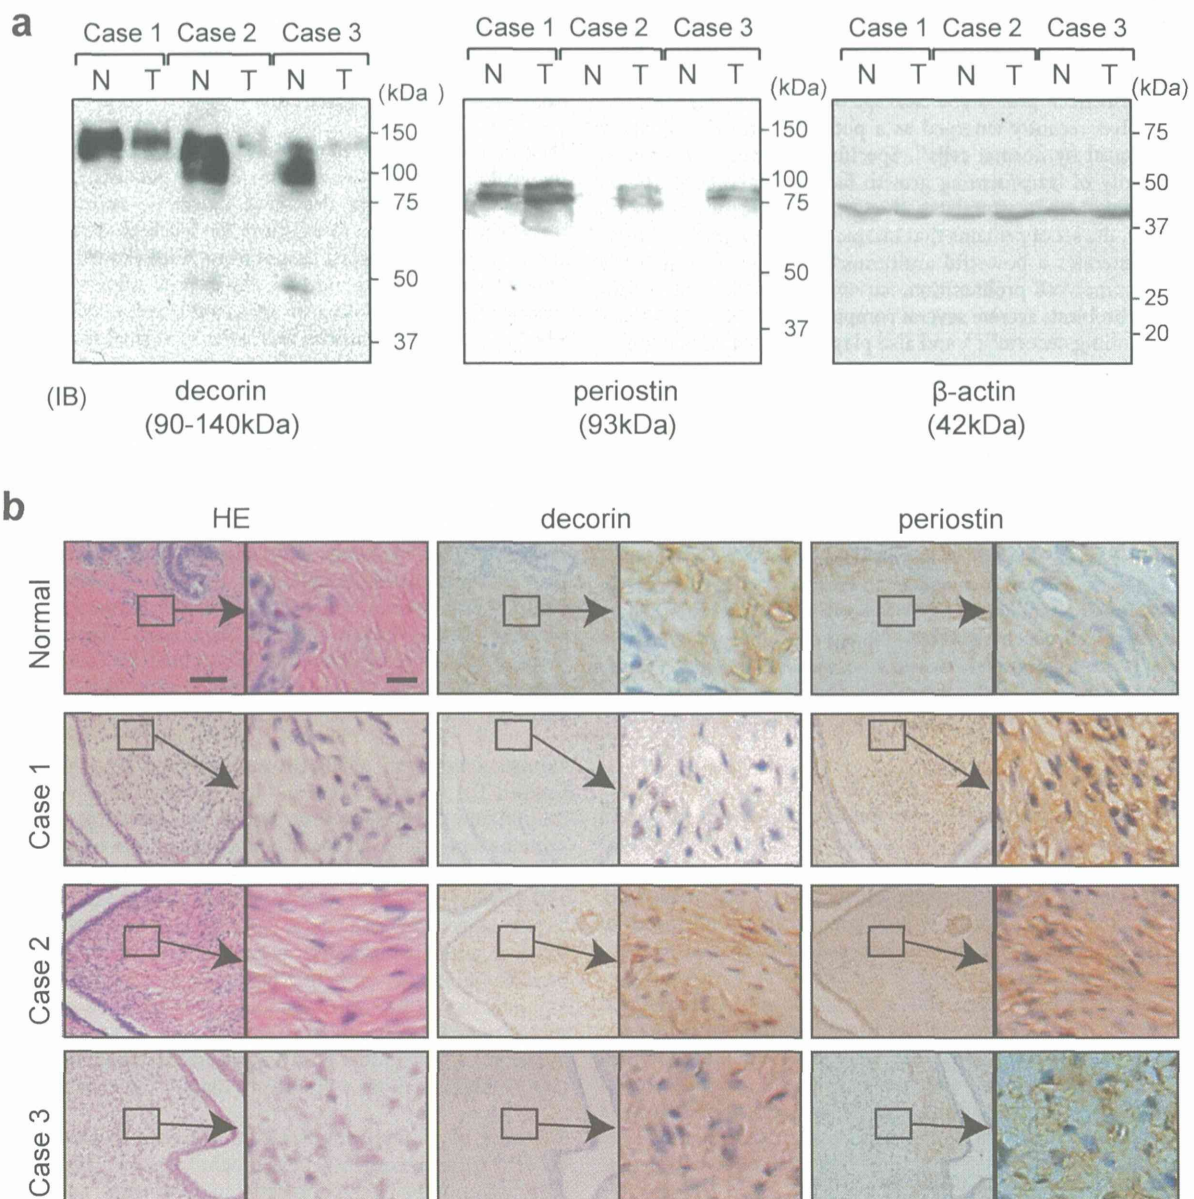 a
Case 1 Case 2 Case 3
N T N T N T
(kDa )
150
100
75
50
37
(IB)
decorin
(90-140kDa)
Case 1 Case 2 Case 3
N T N T N T
(kDa)
150
100
75
50
37
periostin
(93kDa)
Case 1 Case 2 Case 3
N T N T N T
(kDa)
75
50
37
25
20
β-actin
(42kDa)
b
HE decorin periostin
Normal
Case 1
Case 2
Case 3